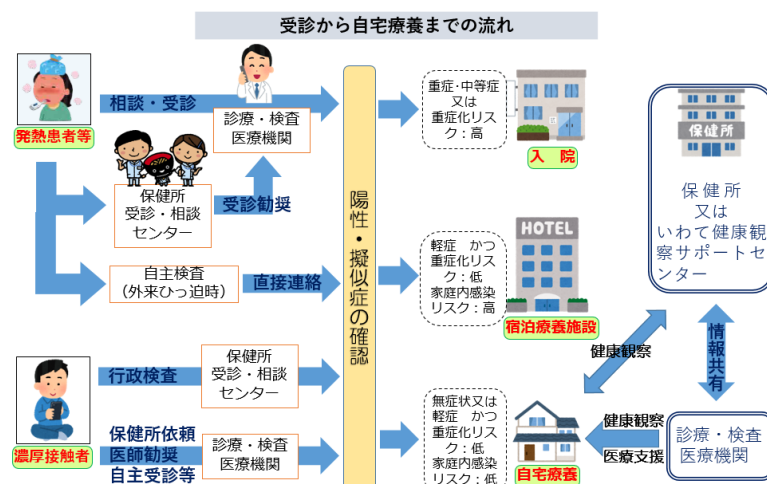 受診から自宅療養までの流れ
発熱患者等
相談・受診
診療・検査
医療機関
保健所
受診・相談
センター
受診勧奨
自主検査
(外来ひっ迫時)
直接連絡
濃厚接触者
行政検査
保健所
受診・相談
センター
保健所依頼
医師勧奨
自主受診等
診療・検査
医療機関
陽性・擬似症の確認
重症・中等症
又は
重症化リス
ク:高
入 院
軽症 かつ
重症化リス
ク:低
家庭内感染
リスク:高
HOTEL
宿泊療養施設
無症状又は
軽症 かつ
重症化リス
ク:低
家庭内感染
リスク:低
自宅療養
保健所
保健所
又は
いわて健康観
察サポートセ
ンター
健康観察
情報共有
健康観察
医療支援
診療・検査
医療機関